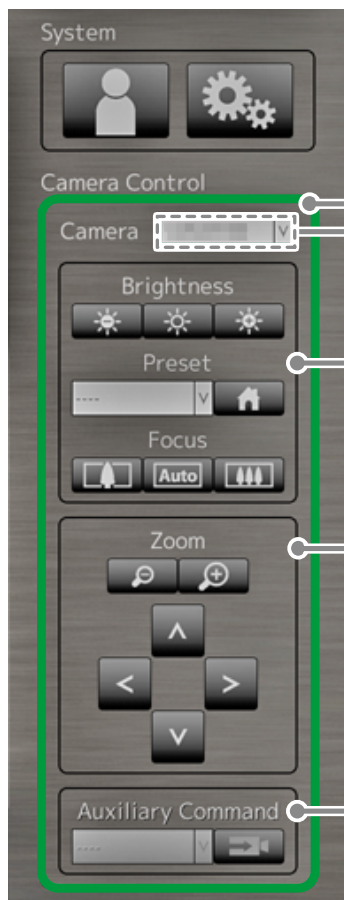 System
Camera Control
Camera
Brightness
Preset
----
Focus
Auto
Zoom
Auxiliary Command
----